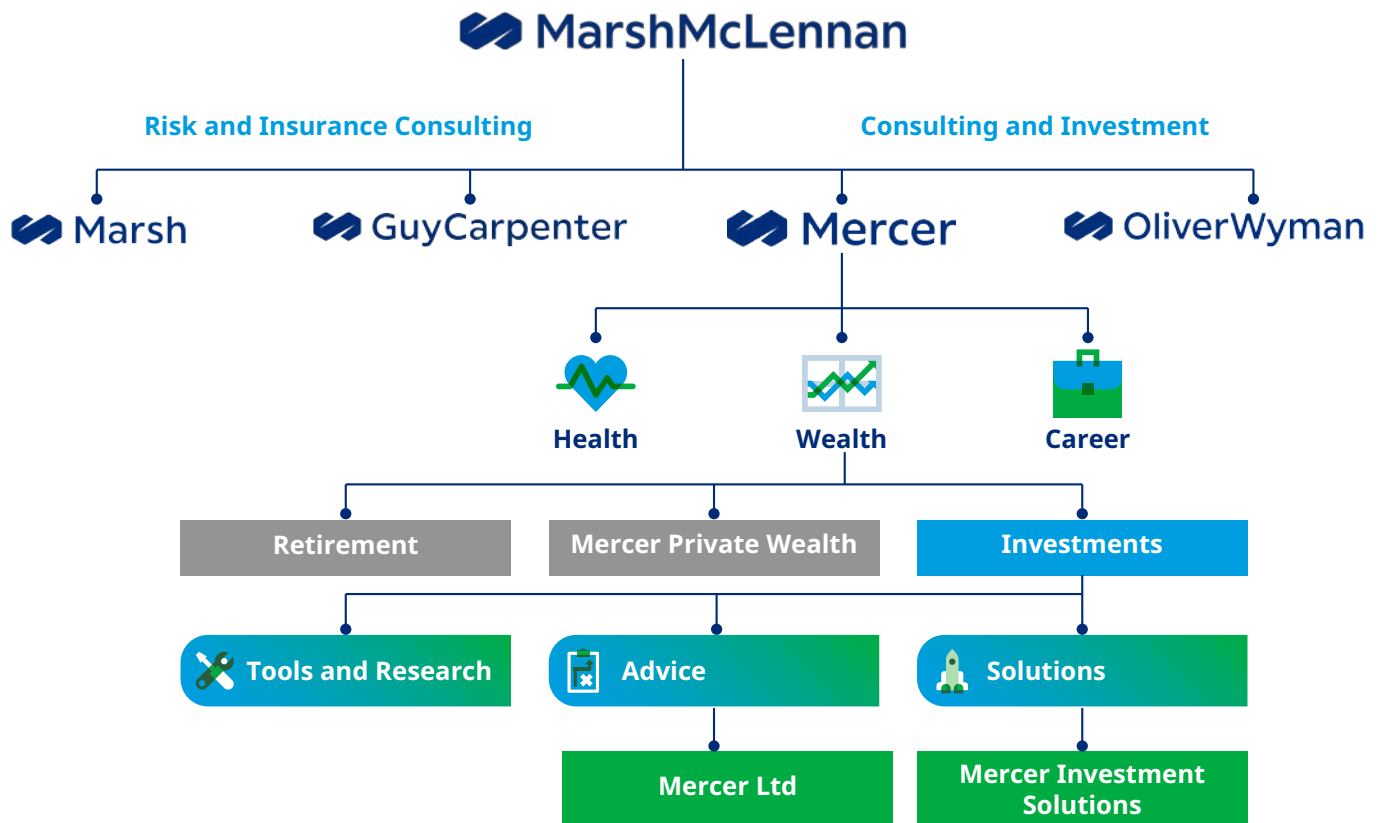 MarshMcLennan
Risk and Insurance Consulting
Consulting and Investment
Marsh
GuyCarpenter
Mercer
OliverWyman
Health
Wealth
Career
Retirement
Mercer Private Wealth
Investments
Tools and Research
Advice
Solutions
Mercer Ltd
Mercer Investment
Solutions